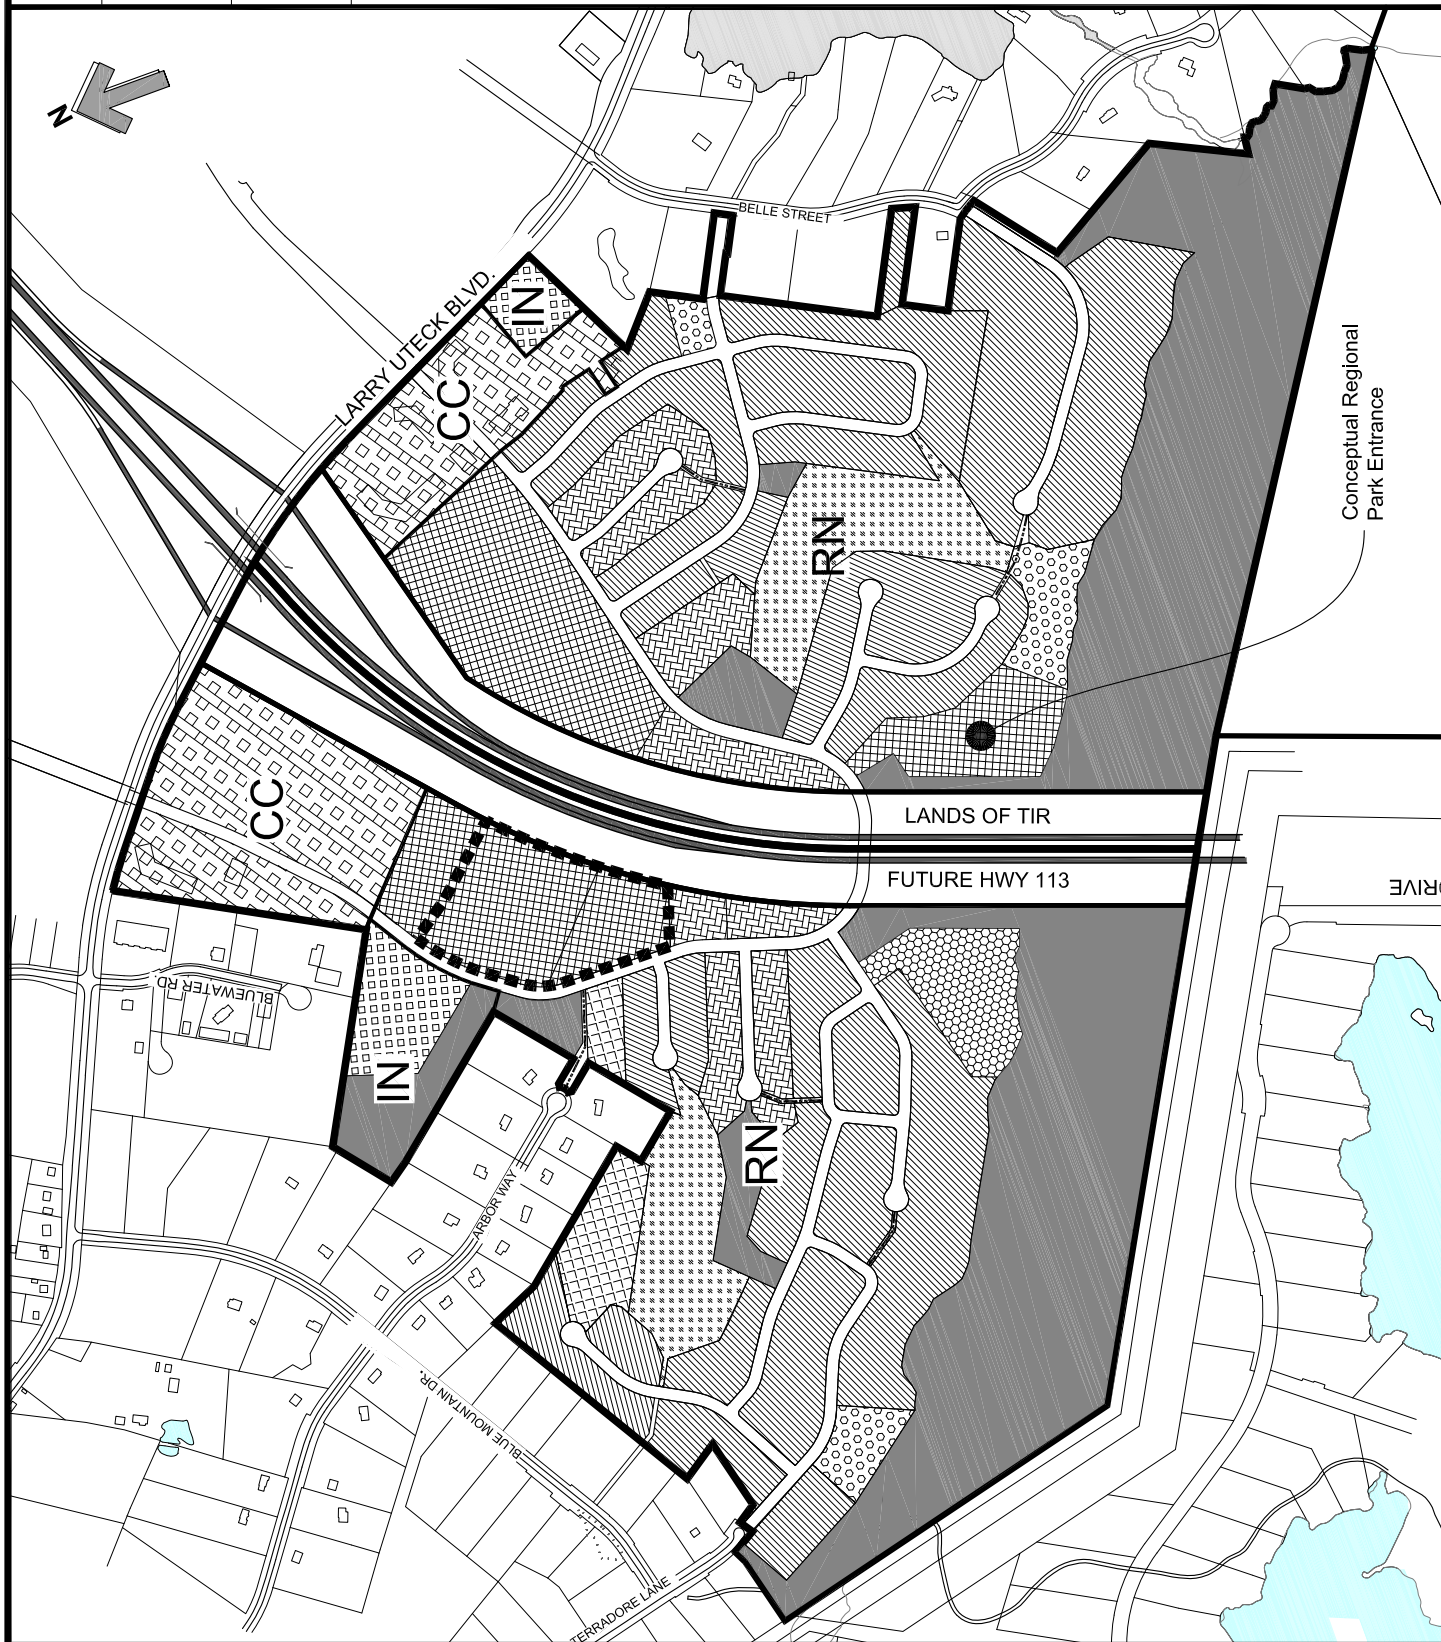 N
BELLE STREET
LARRY UTECK BLVD.
IN
CC
Conceptual Regional
Park Entrance
RN
CC
LANDS OF TIR
FUTURE HWY 113
DRIVE
BLUEWATER RD
IN
RN
ARBOR WAY
BLUE MOUNTAIN DR.
TERRADORE LANE